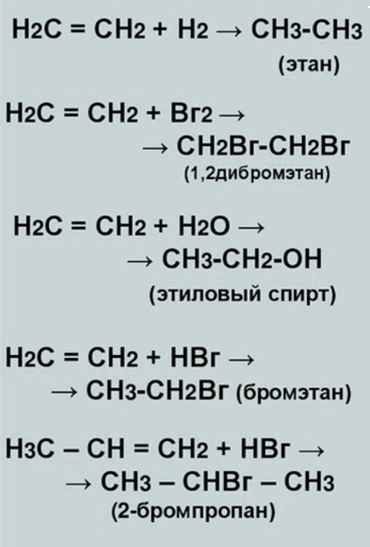 H2C = CH2 + H2 → CH3-CH3
(этан)
H2C = CH2 + Br2 →
→ CH2Br-CH2Br
(1,2дибромэтан)
H2C = CH2 + H2O →
→ CH3-CH2-OH
(этиловый спирт)
H2C = CH2 + HBr →
→ CH3-CH2Br (бромэтан)
H3C – CH = CH2 + HBr →
→ CH3 – CHBr – CH3
(2-бромпропан)